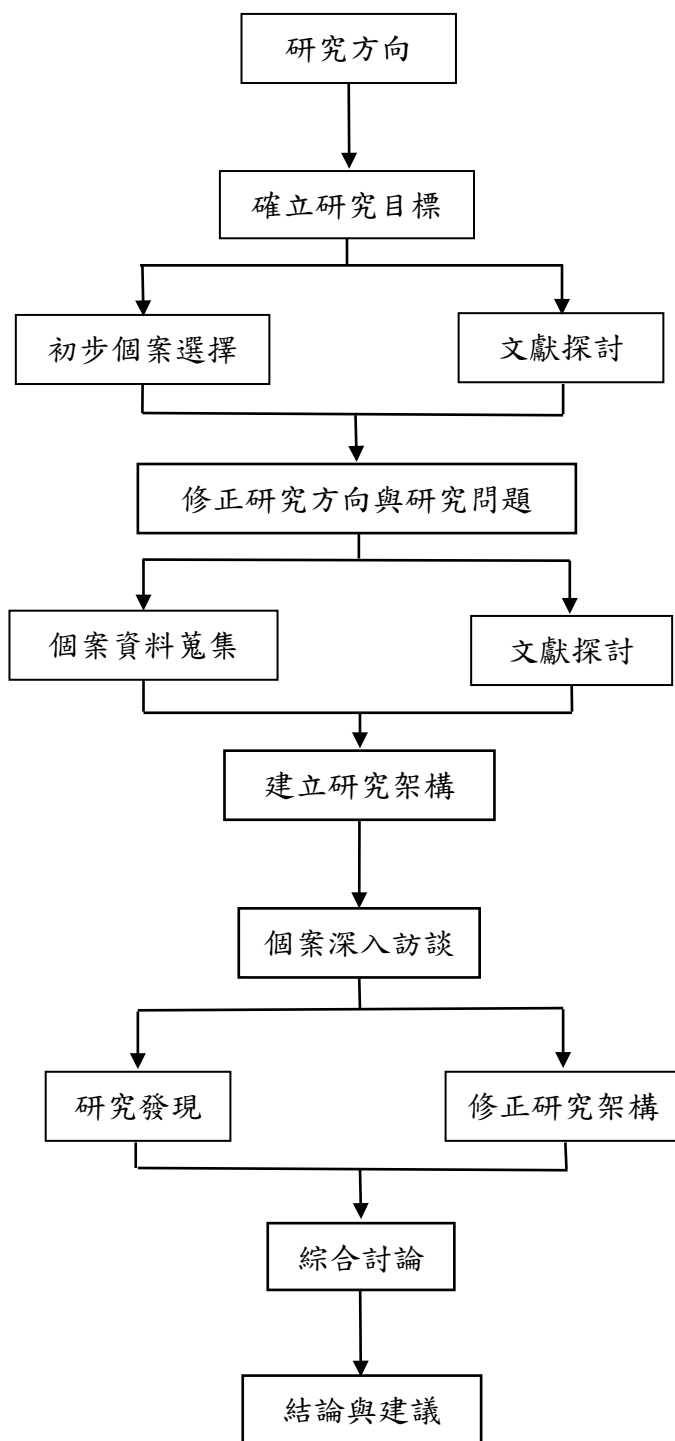 研究方向
確立研究目標
初步個案選擇
文獻探討
修正研究方向與研究問題
個案資料蒐集
文獻探討
建立研究架構
個案深入訪談
研究發現
修正研究架構
綜合討論
結論與建議